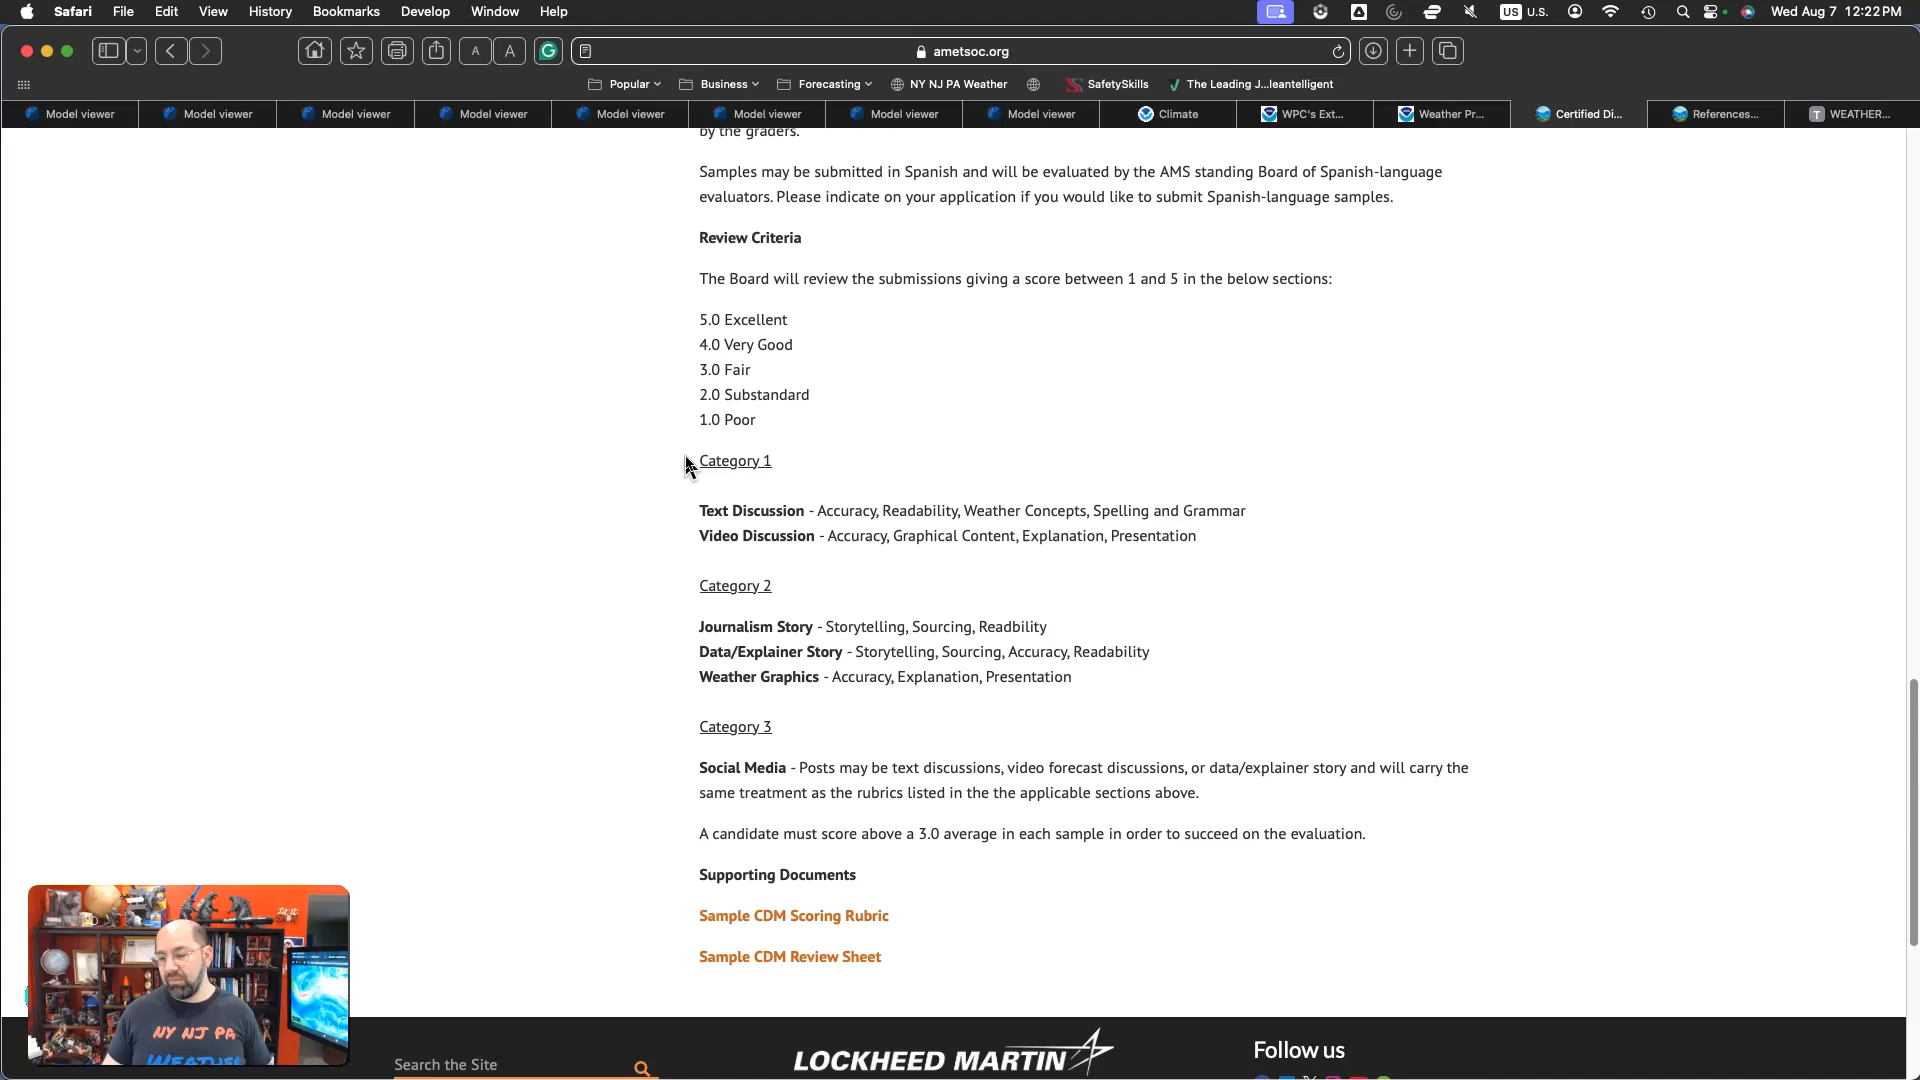 Safari File Edit View History Bookmarks Develop Window Help
US U.S. Wed Aug 7 12:22 PM
A A G ametsoc.org
Popular Business Forecasting NY NJ PA Weather SafetySkills The Leading J...leantelligent
Model viewer Model viewer Model viewer Model viewer Model viewer Model viewer Model viewer Model viewer Climate WPC's Ext... Weather Pr... Certified Di... References... T WEATHER...
by the graders.
Samples may be submitted in Spanish and will be evaluated by the AMS standing Board of Spanish-language
evaluators. Please indicate on your application if you would like to submit Spanish-language samples.
Review Criteria
The Board will review the submissions giving a score between 1 and 5 in the below sections:
5.0 Excellent
4.0 Very Good
3.0 Fair
2.0 Substandard
1.0 Poor
Category 1
Text Discussion - Accuracy, Readability, Weather Concepts, Spelling and Grammar
Video Discussion - Accuracy, Graphical Content, Explanation, Presentation
Category 2
Journalism Story - Storytelling, Sourcing, Readbility
Data/Explainer Story - Storytelling, Sourcing, Accuracy, Readability
Weather Graphics - Accuracy, Explanation, Presentation
Category 3
Social Media - Posts may be text discussions, video forecast discussions, or data/explainer story and will carry the
same treatment as the rubrics listed in the the applicable sections above.
A candidate must score above a 3.0 average in each sample in order to succeed on the evaluation.
Supporting Documents
Sample CDM Scoring Rubric
Sample CDM Review Sheet
NY NJ PA
WEATHER
Search the Site
LOCKHEED MARTIN
Follow us